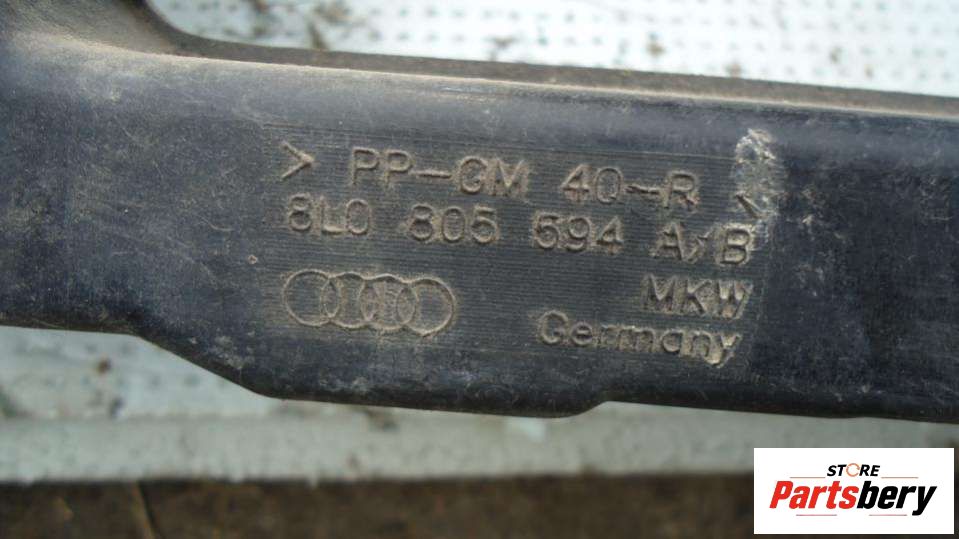 > PP-GM 40-R <
8L0 805 594 A/B
MKW
Germany
STORE
Partsbery